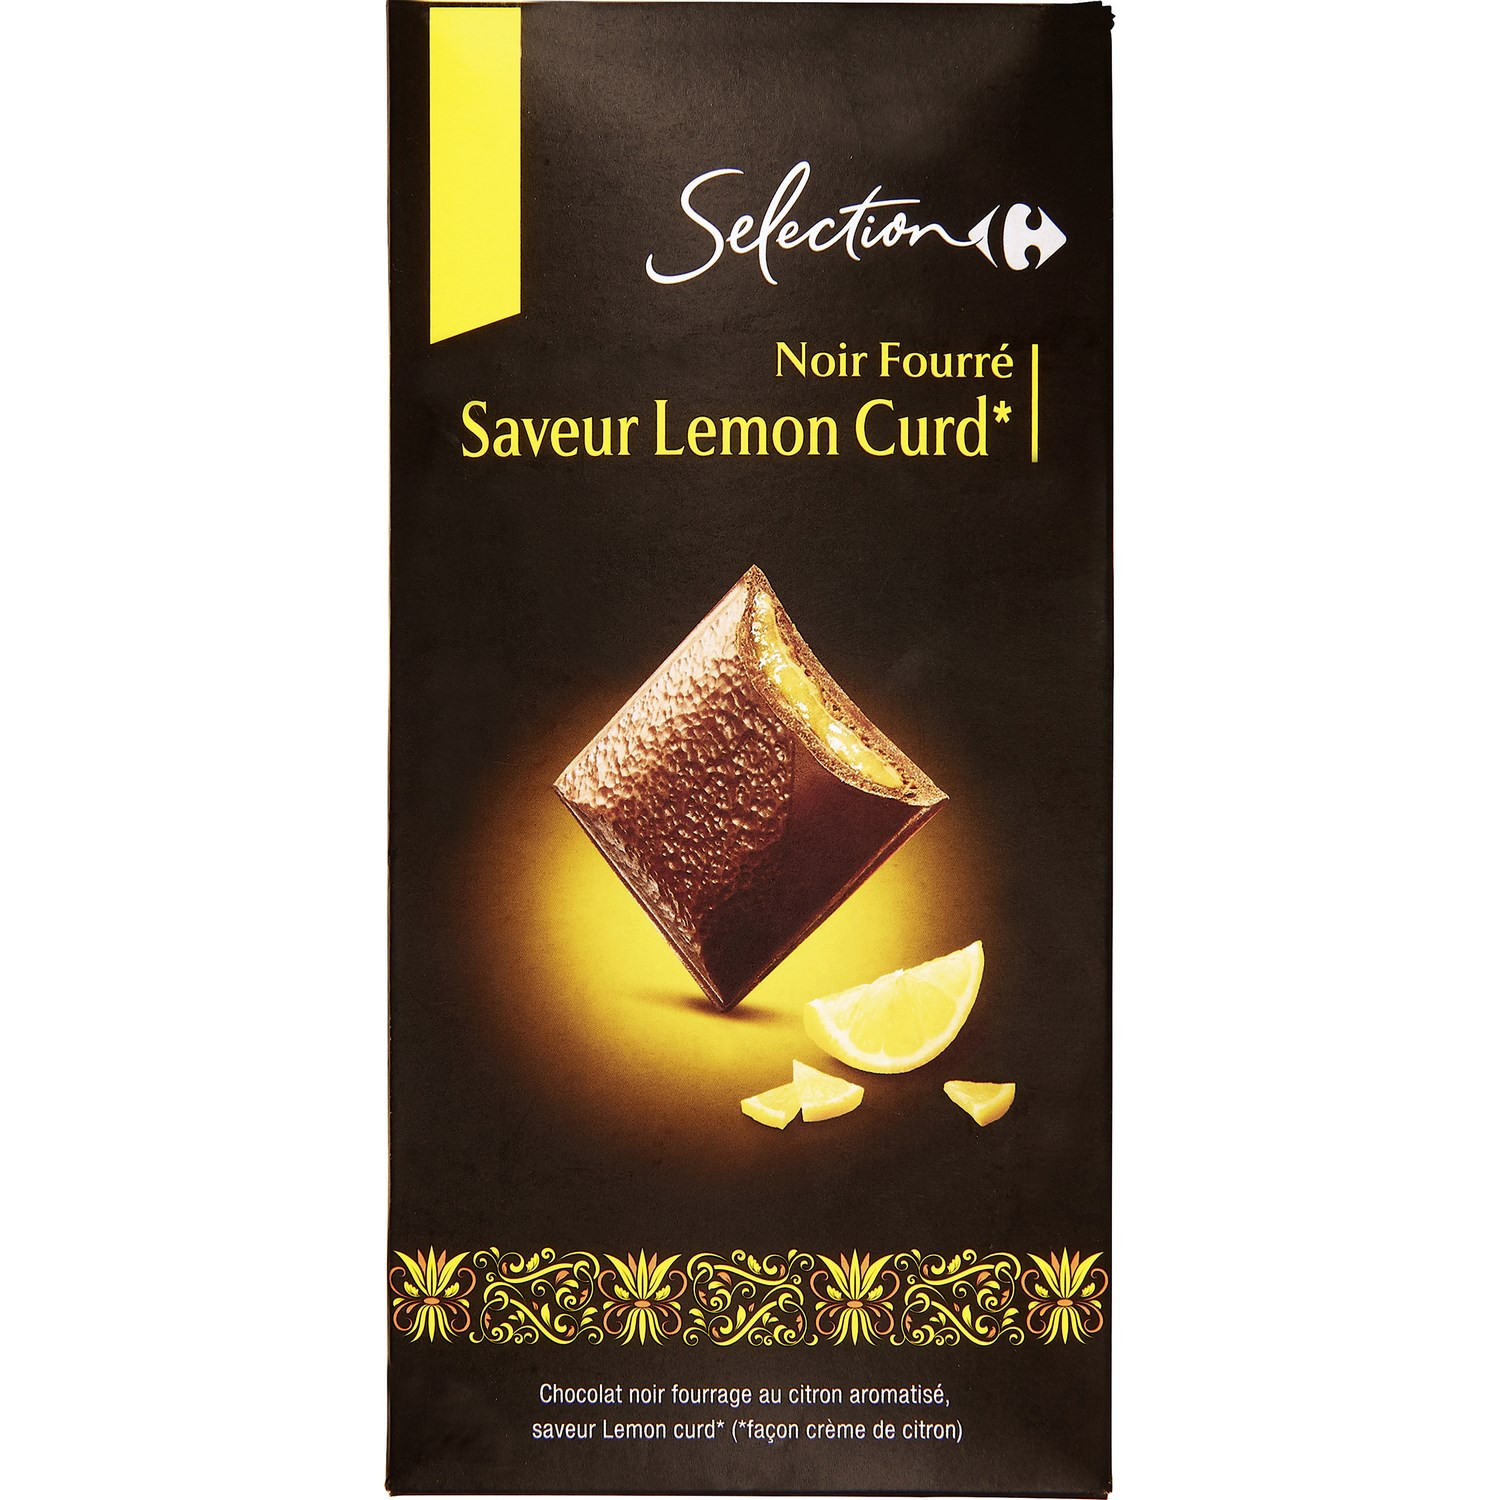 Selection
Noir Fourré
Saveur Lemon Curd*
Chocolat noir fourrage au citron aromatisé,
saveur Lemon curd* (*façon crème de citron)